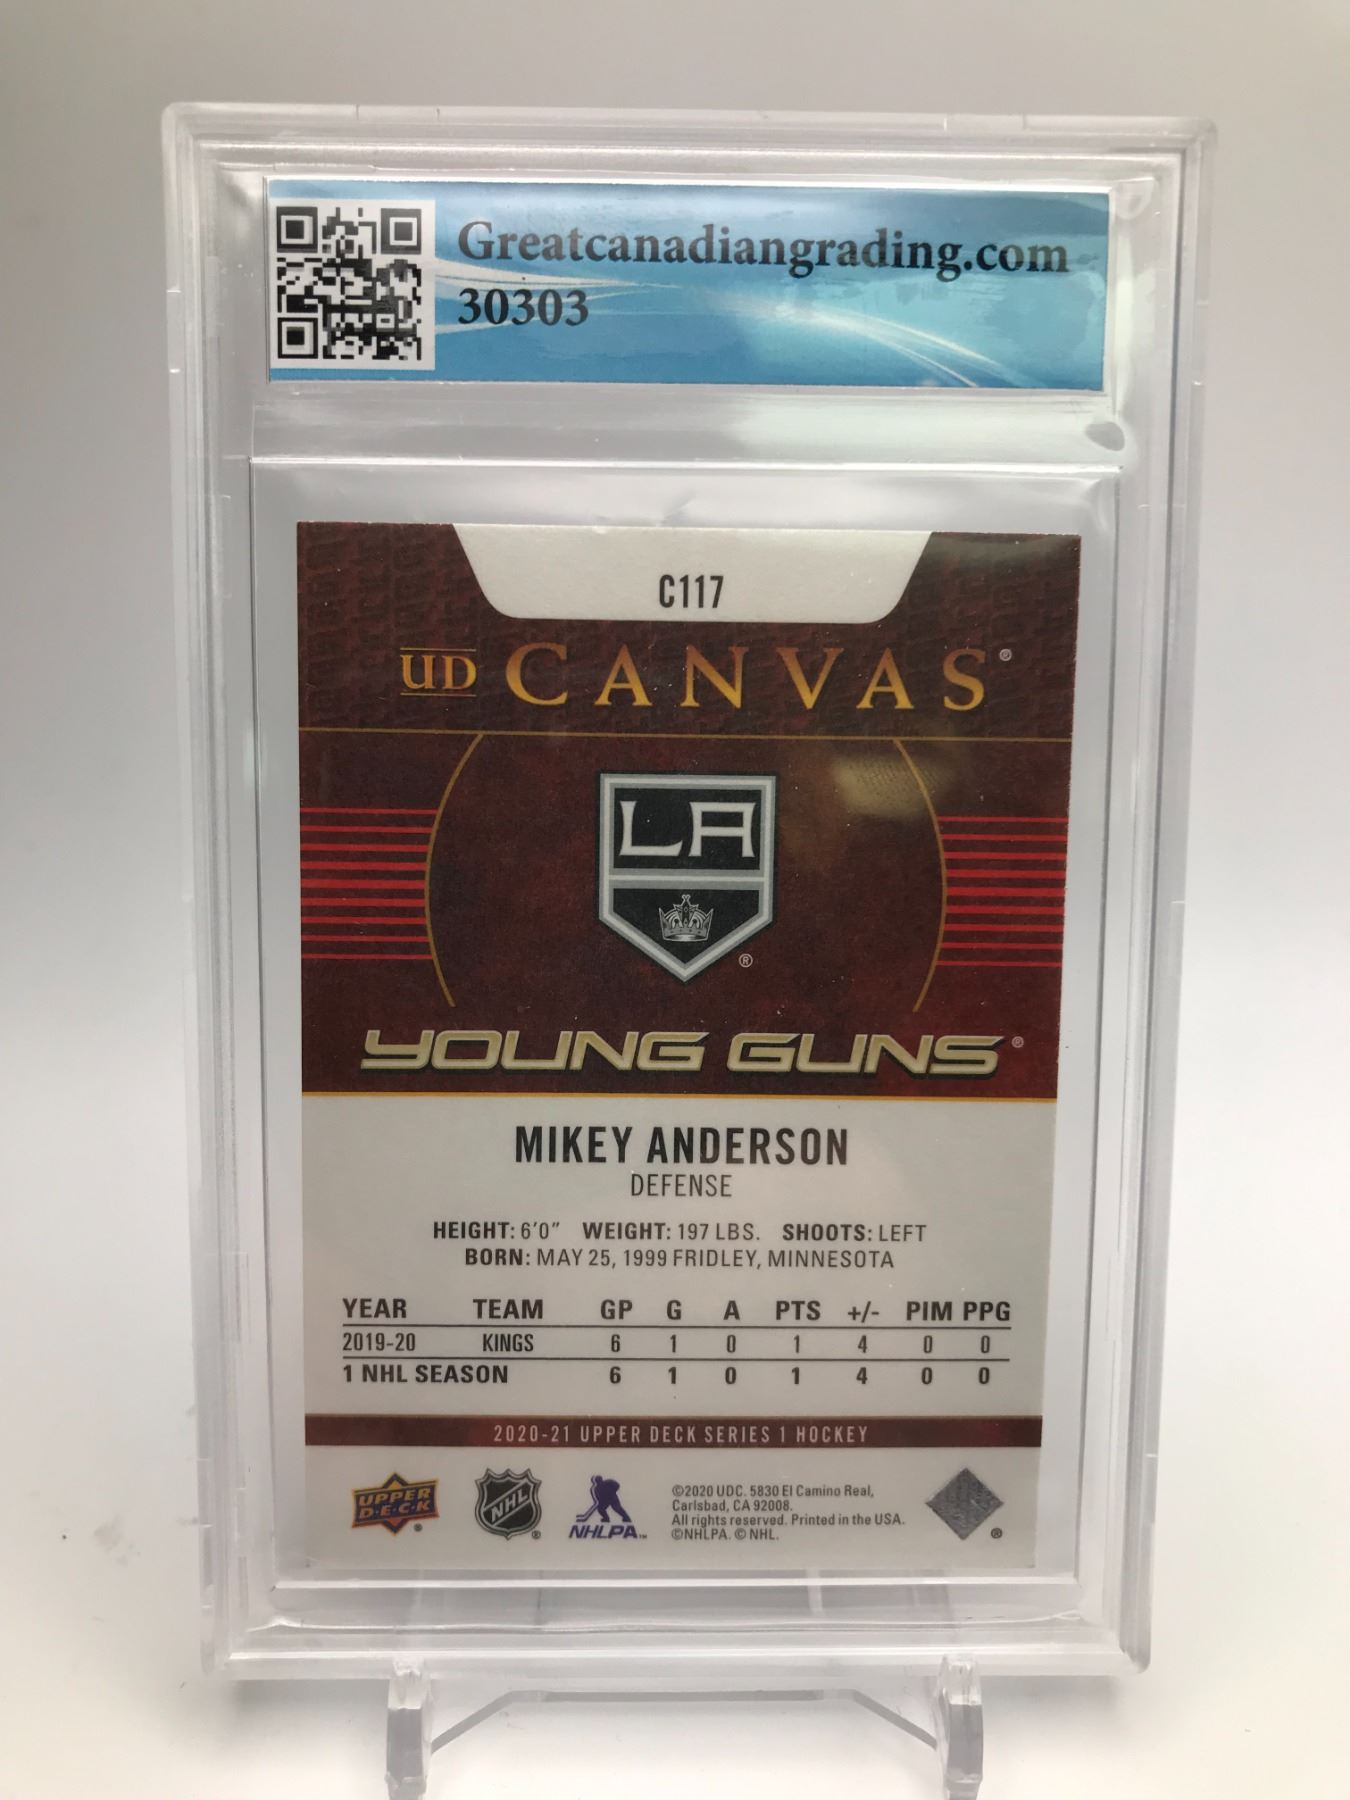 Greatcanadiangrading.com
30303
C117
UD CANVAS®
LA
®
YOUNG GUNS®
MIKEY ANDERSON
DEFENSE
HEIGHT: 6'0" WEIGHT: 197 LBS. SHOOTS: LEFT
BORN: MAY 25, 1999 FRIDLEY, MINNESOTA
YEAR TEAM GP G A PTS +/- PIM PPG
2019-20 KINGS 6 1 0 1 4 0 0
1 NHL SEASON 6 1 0 1 4 0 0
2020-21 UPPER DECK SERIES 1 HOCKEY
UPPER
D·E·C·K
®
NHL
®
NHLPA™
©2020 UDC. 5830 El Camino Real,
Carlsbad, CA 92008.
All rights reserved. Printed in the USA.
©NHLPA. © NHL.
®